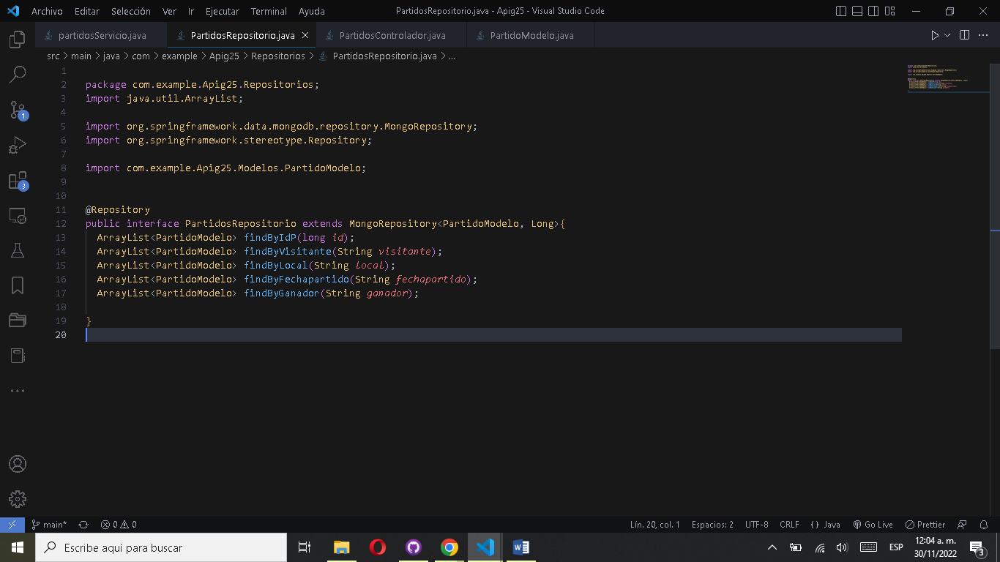 Archivo Editar Selección Ver Ir Ejecutar Terminal Ayuda PartidosRepositorio.java - Apig25 - Visual Studio Code
partidosServicio.java PartidosRepositorio.java PartidosControlador.java PartidoModelo.java
src > main > java > com > example > Apig25 > Repositorios > PartidosRepositorio.java > ...
1
2 package com.example.Apig25.Repositorios;
3 import java.util.ArrayList;
4
5 import org.springframework.data.mongodb.repository.MongoRepository;
6 import org.springframework.stereotype.Repository;
7
8 import com.example.Apig25.Modelos.PartidoModelo;
9
10
11 @Repository
12 public interface PartidosRepositorio extends MongoRepository<PartidoModelo, Long>{
13 ArrayList<PartidoModelo> findByIdP(long id);
14 ArrayList<PartidoModelo> findByVisitante(String visitante);
15 ArrayList<PartidoModelo> findByLocal(String local);
16 ArrayList<PartidoModelo> findByFechapartido(String fechapartido);
17 ArrayList<PartidoModelo> findByGanador(String ganador);
18
19 }
20
1
3
main* 0 0 Lín. 20, col. 1 Espacios: 2 UTF-8 CRLF {} Java Go Live Prettier
Escribe aquí para buscar ESP 12:04 a. m.
30/11/2022 3